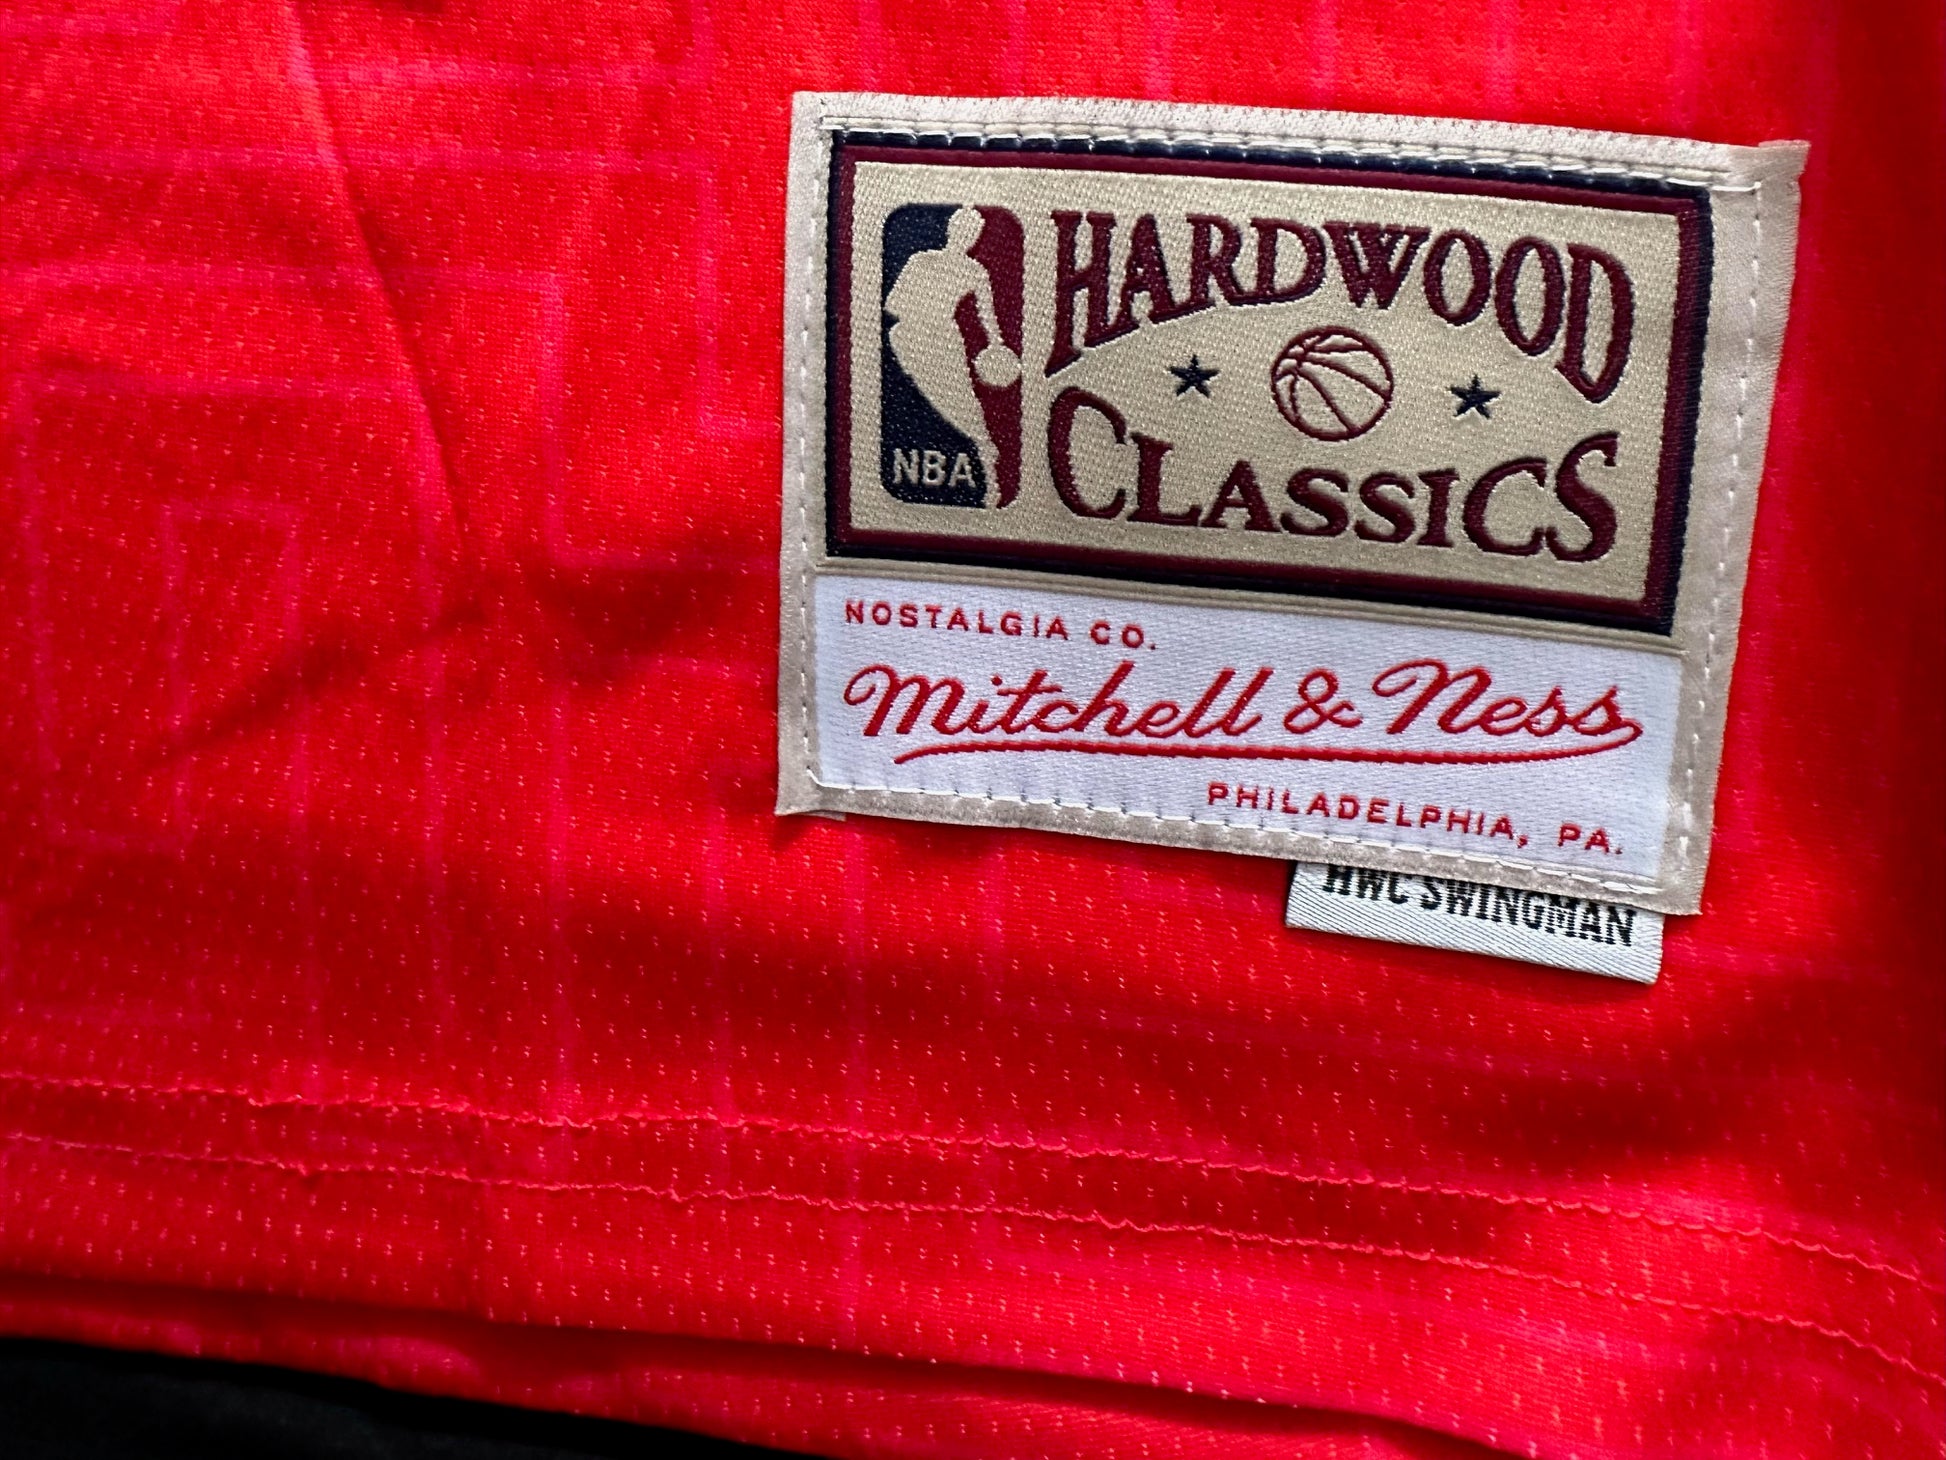 HARDWOOD
CLASSICS
NBA
NOSTALGIA CO.
Mitchell & Ness
PHILADELPHIA, PA.
HWC SWINGMAN